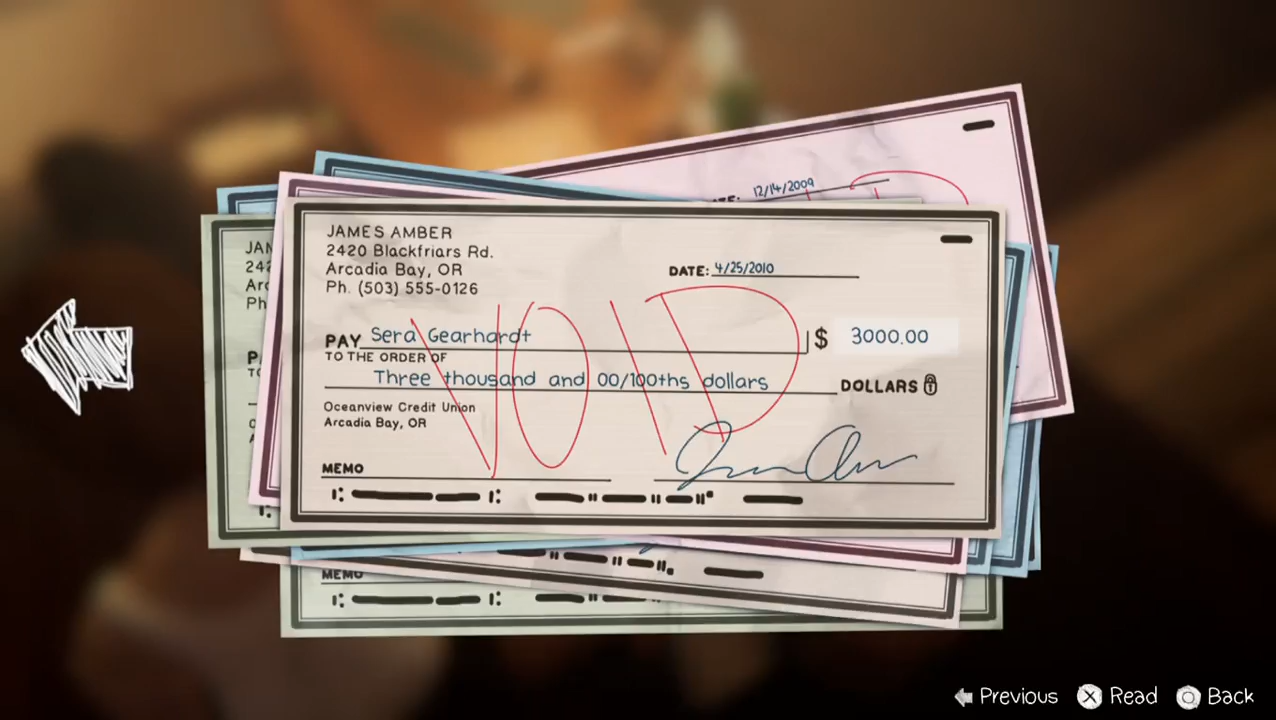 12/14/2009
JAMES AMBER
2420 Blackfriars Rd.
Arcadia Bay, OR
Ph. (503) 555-0126
DATE: 4/25/2010
PAY Sera Gearhardt $ 3000.00
TO THE ORDER OF
Three thousand and 00/100ths dollars DOLLARS
Oceanview Credit Union
Arcadia Bay, OR
VOID
MEMO
MEMO
Previous Read Back